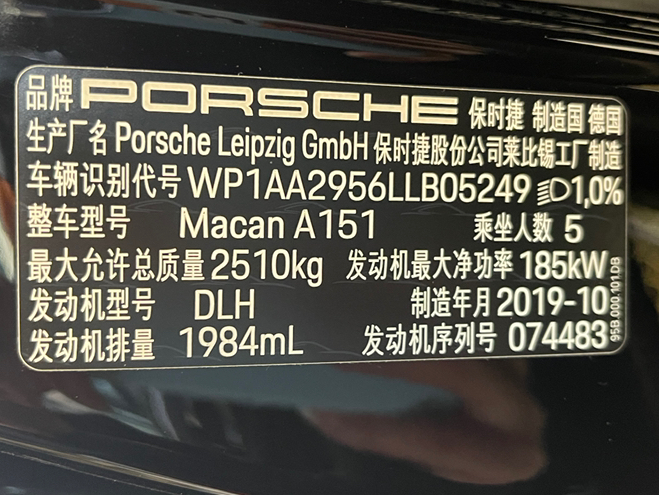 品牌 PORSCHE 保时捷 制造国 德国
生产厂名 Porsche Leipzig GmbH 保时捷股份公司莱比锡工厂制造
车辆识别代号 WP1AA2956LLB05249 1,0%
整车型号 Macan A151 乘坐人数 5
最大允许总质量 2510kg 发动机最大净功率 185kW
发动机型号 DLH 制造年月 2019-10
发动机排量 1984mL 发动机序列号 074483
95B.000.101.DB